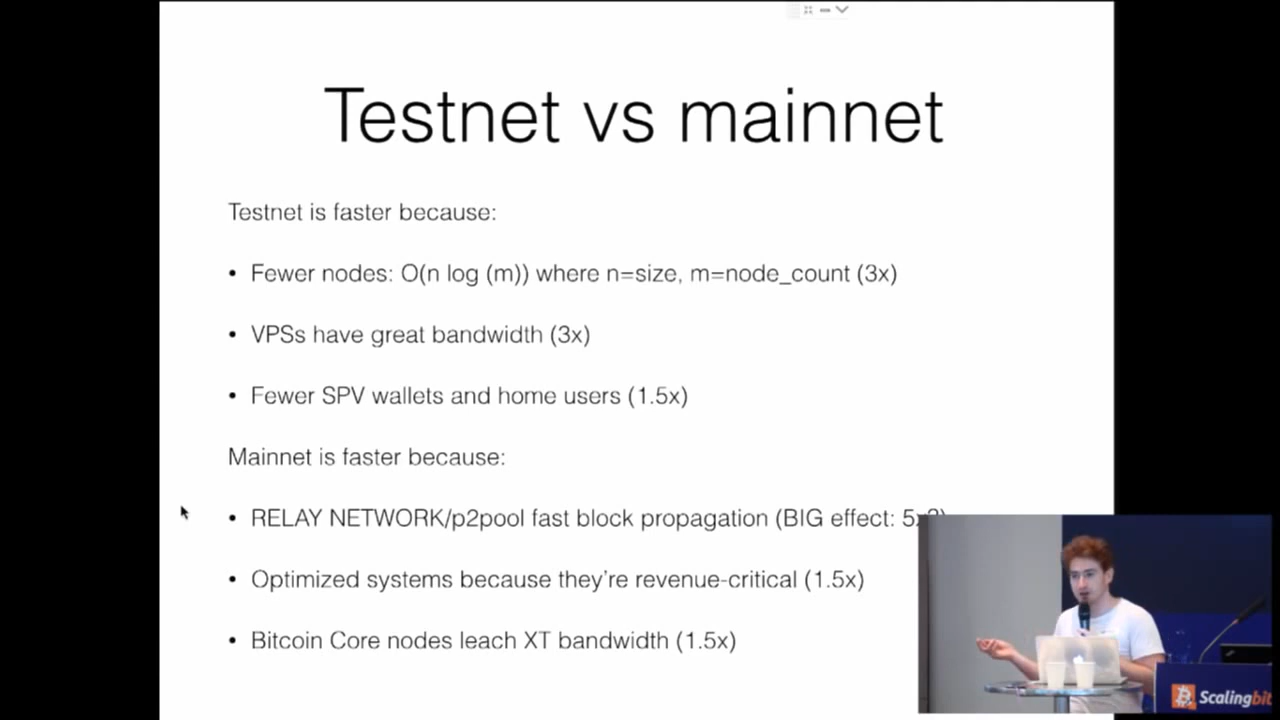 Testnet vs mainnet
Testnet is faster because:
• Fewer nodes: O(n log (m)) where n=size, m=node_count (3x)
• VPSs have great bandwidth (3x)
• Fewer SPV wallets and home users (1.5x)
Mainnet is faster because:
• RELAY NETWORK/p2pool fast block propagation (BIG effect: 5x?)
• Optimized systems because they're revenue-critical (1.5x)
• Bitcoin Core nodes leach XT bandwidth (1.5x)
Scalingbit